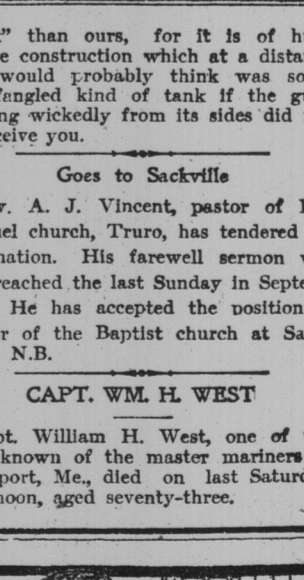 " than ours, for it is of h
e construction which at a dista
would probably think was so
fangled kind of tank if the g
ng wickedly from its sides did
ceive you.
Goes to Sackville
v. A. J. Vincent, pastor of
el church, Truro, has tendered
nation. His farewell sermon
reached the last Sunday in Septe
He has accepted the position
r of the Baptist church at Sa
N.B.
CAPT. WM. H. WEST
pt. William H. West, one of
known of the master mariners
port, Me., died on last Satur
noon, aged seventy-three.